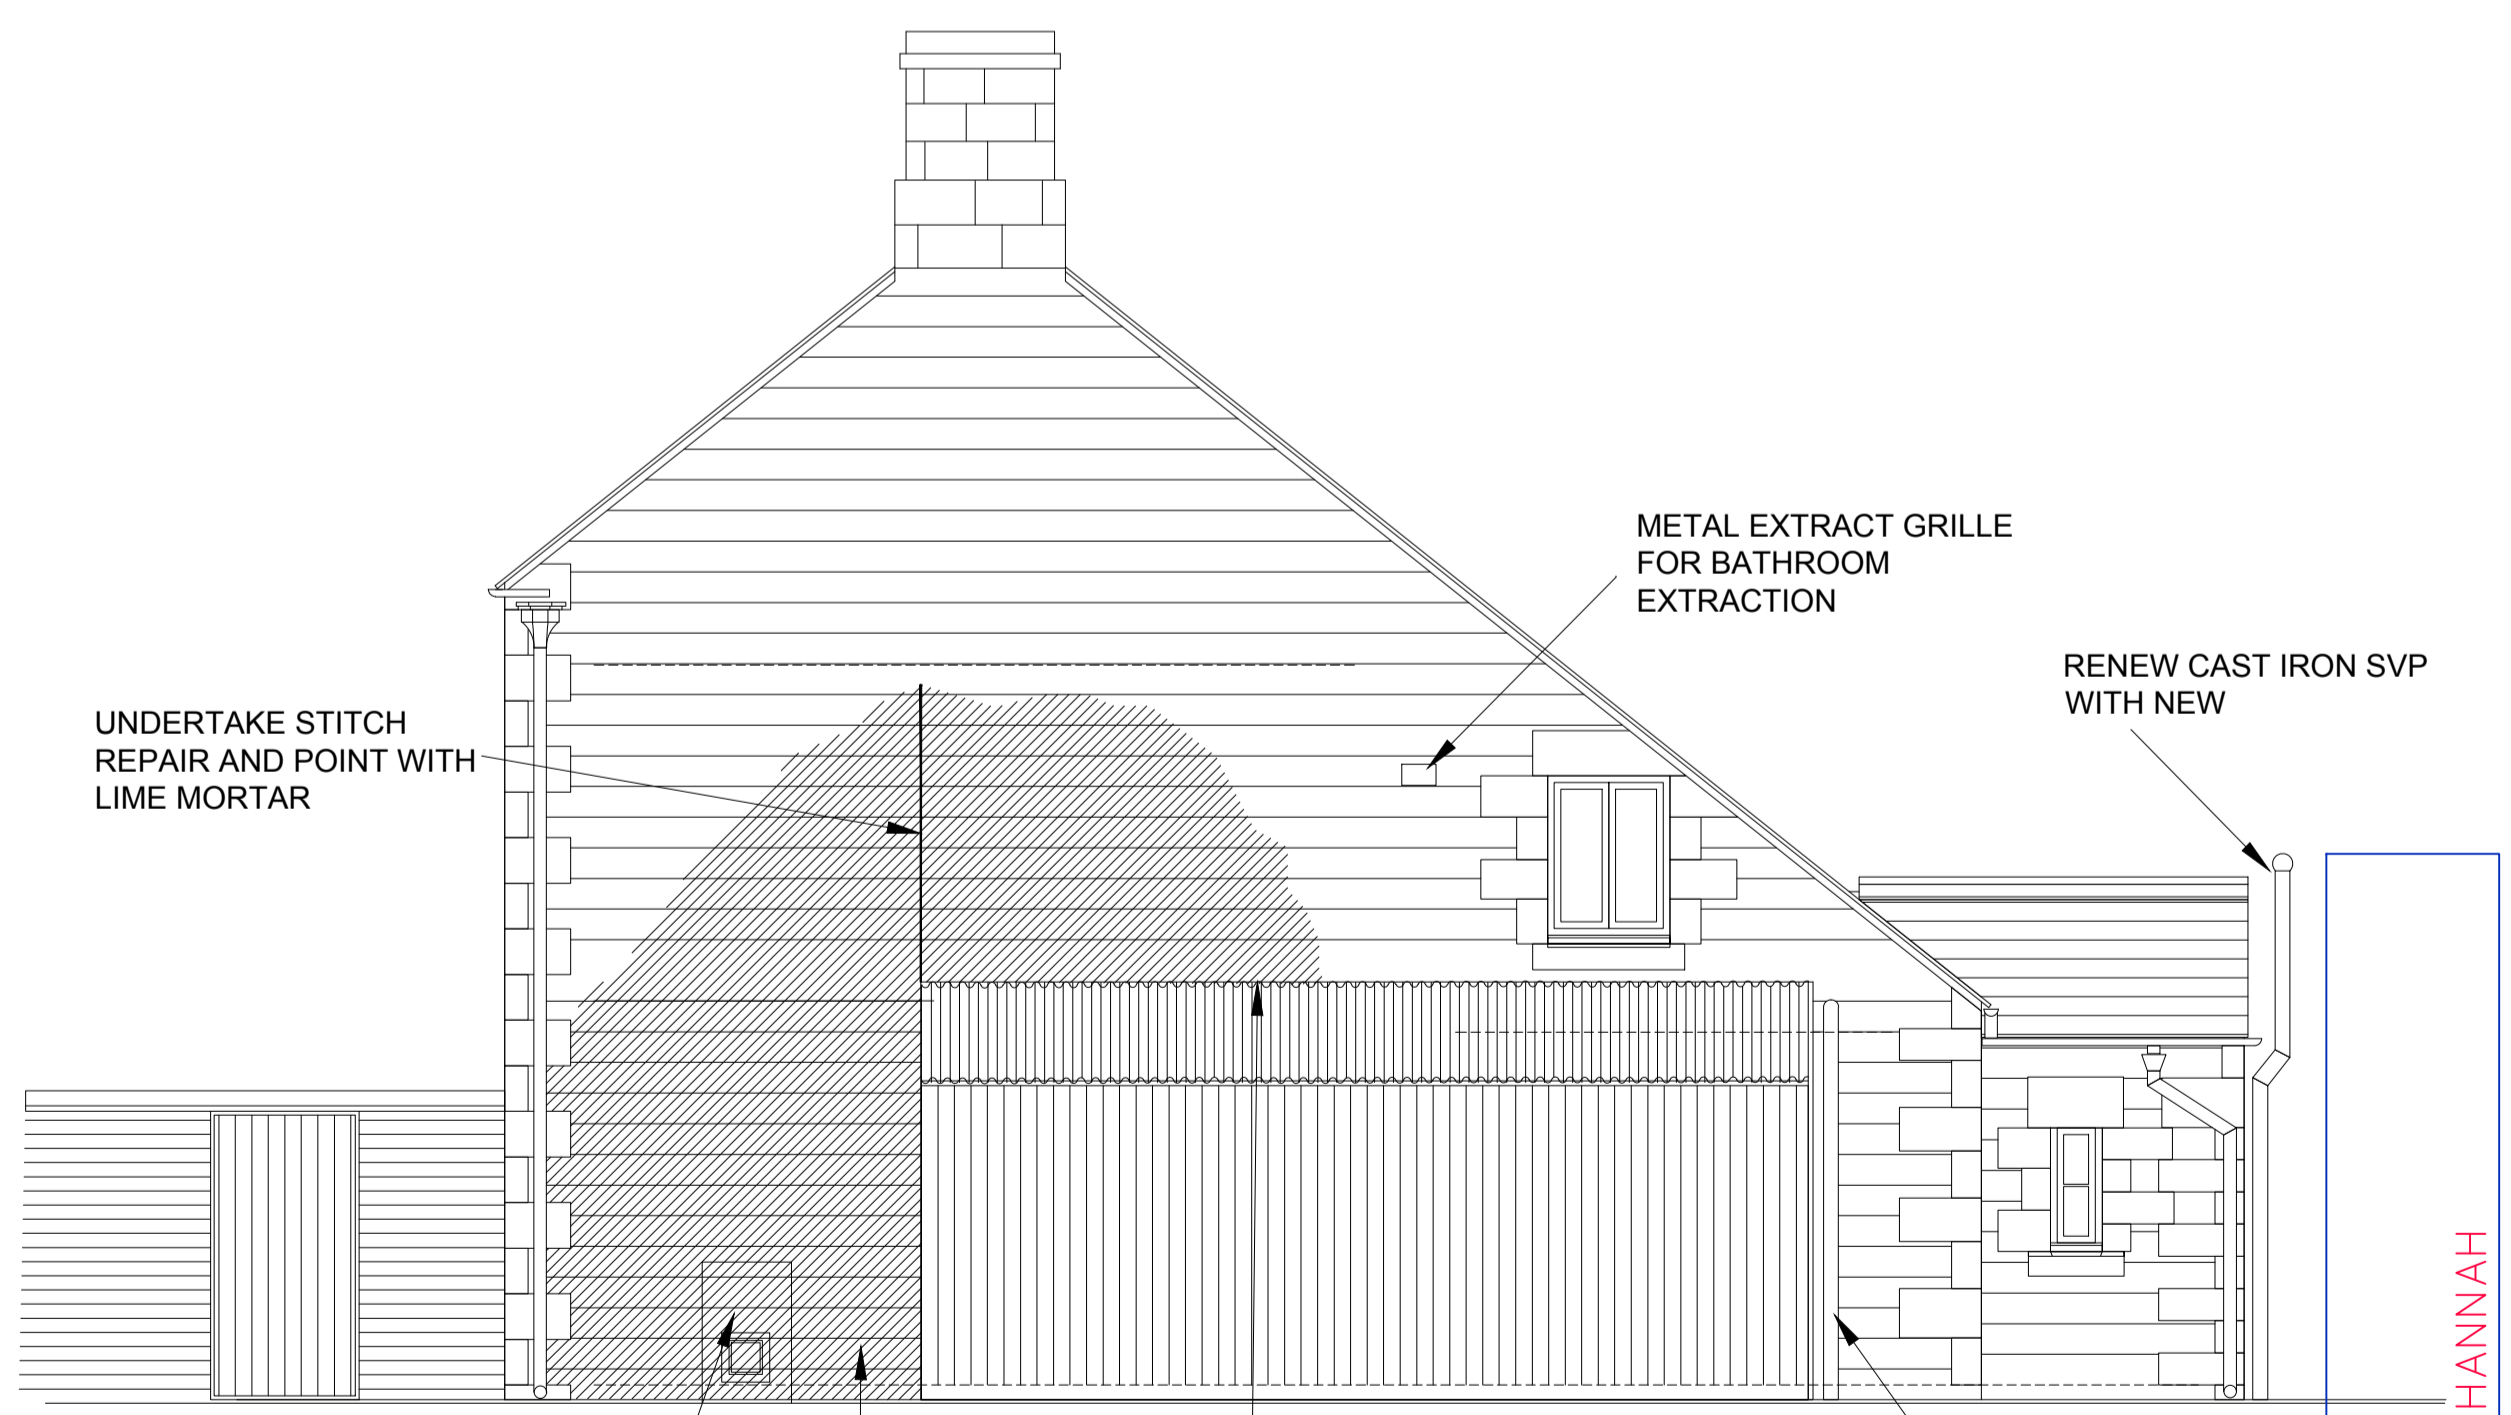 METAL EXTRACT GRILLE
FOR BATHROOM
EXTRACTION
RENEW CAST IRON SVP
WITH NEW
UNDERTAKE STITCH
REPAIR AND POINT WITH
LIME MORTAR
HANNAH